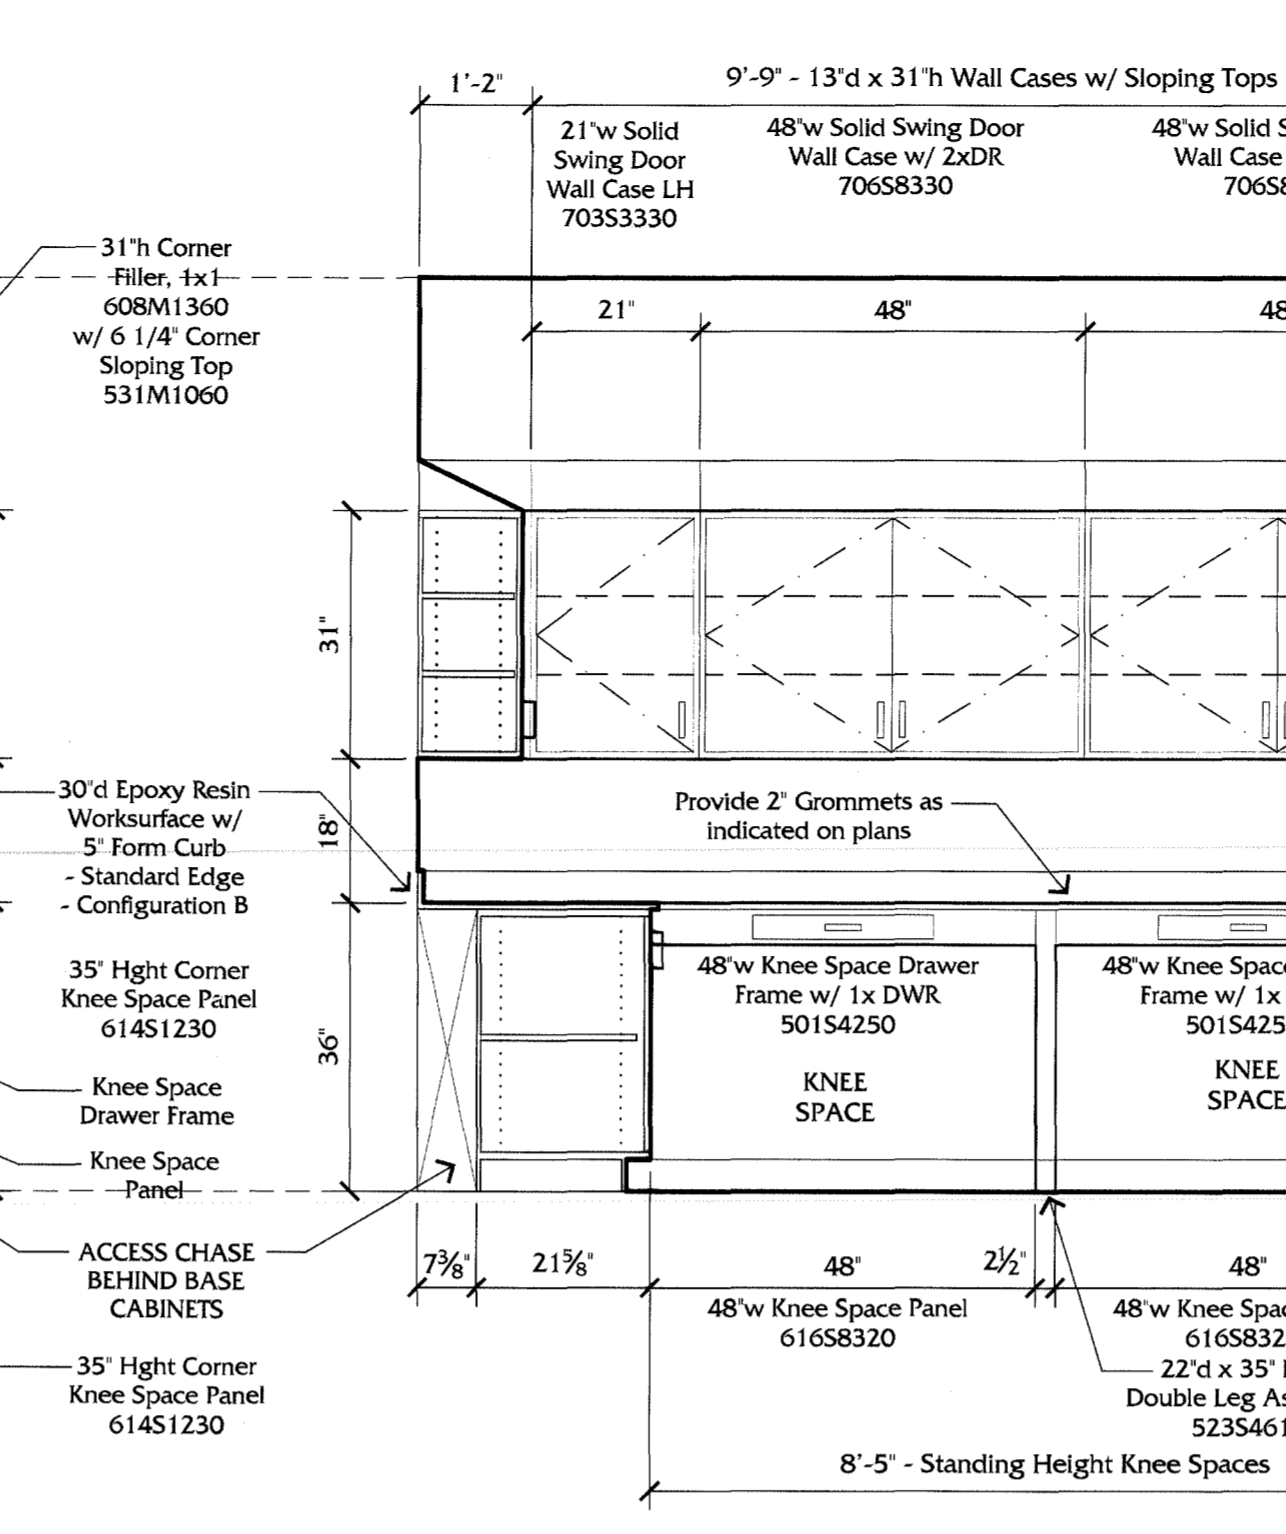 1'-2"
9'-9" - 13"d x 31"h Wall Cases w/ Sloping Tops
21"w Solid
Swing Door
Wall Case LH
703S3330
48"w Solid Swing Door
Wall Case w/ 2xDR
706S8330
48"w Solid
Wall Case
706S8
31"h Corner
Filler, 1x1
608M1360
w/ 6 1/4" Corner
Sloping Top
531M1060
21"
48"
48
31"
30"d Epoxy Resin
Worksurface w/
5" Form Curb
- Standard Edge
- Configuration B
18"
Provide 2" Grommets as
indicated on plans
35" Hght Corner
Knee Space Panel
614S1230
36"
48"w Knee Space Drawer
Frame w/ 1x DWR
501S4250
KNEE
SPACE
48"w Knee Space
Frame w/ 1x
501S425
KNEE
SPACE
Knee Space
Drawer Frame
Knee Space
Panel
ACCESS CHASE
BEHIND BASE
CABINETS
7⅜"
21⅝"
48"
2½"
48"
48"w Knee Space Panel
616S8320
48"w Knee Spac
616S832
35" Hght Corner
Knee Space Panel
614S1230
22"d x 35"
Double Leg As
523S461
8'-5" - Standing Height Knee Spaces